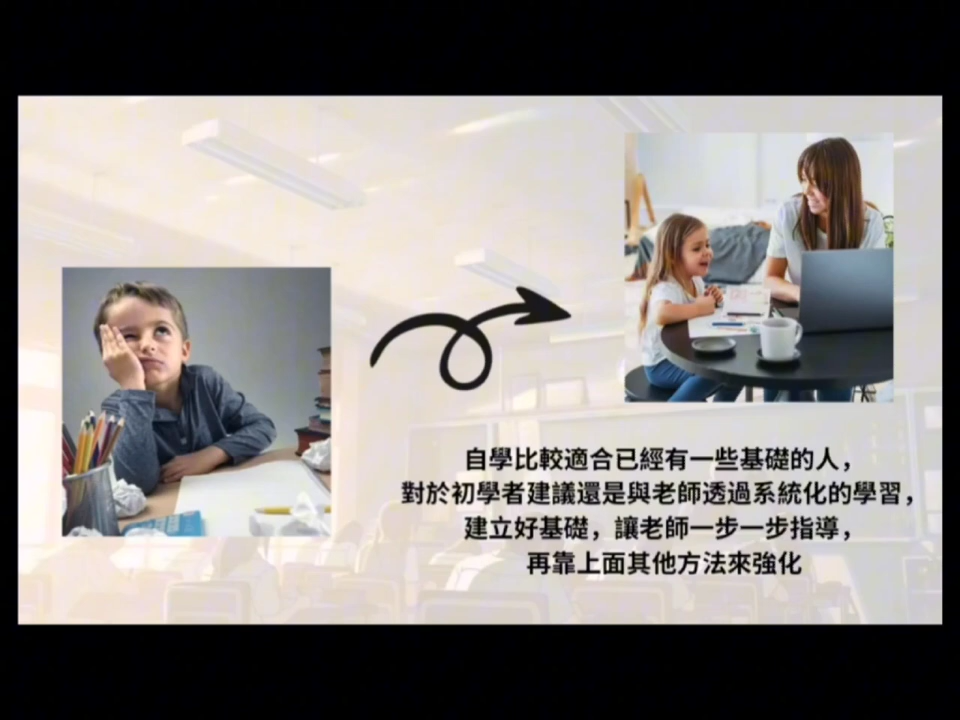 自學比較適合已經有一些基礎的人，
對於初學者建議還是與老師透過系統化的學習，
建立好基礎，讓老師一步一步指導，
再靠上面其他方法來強化